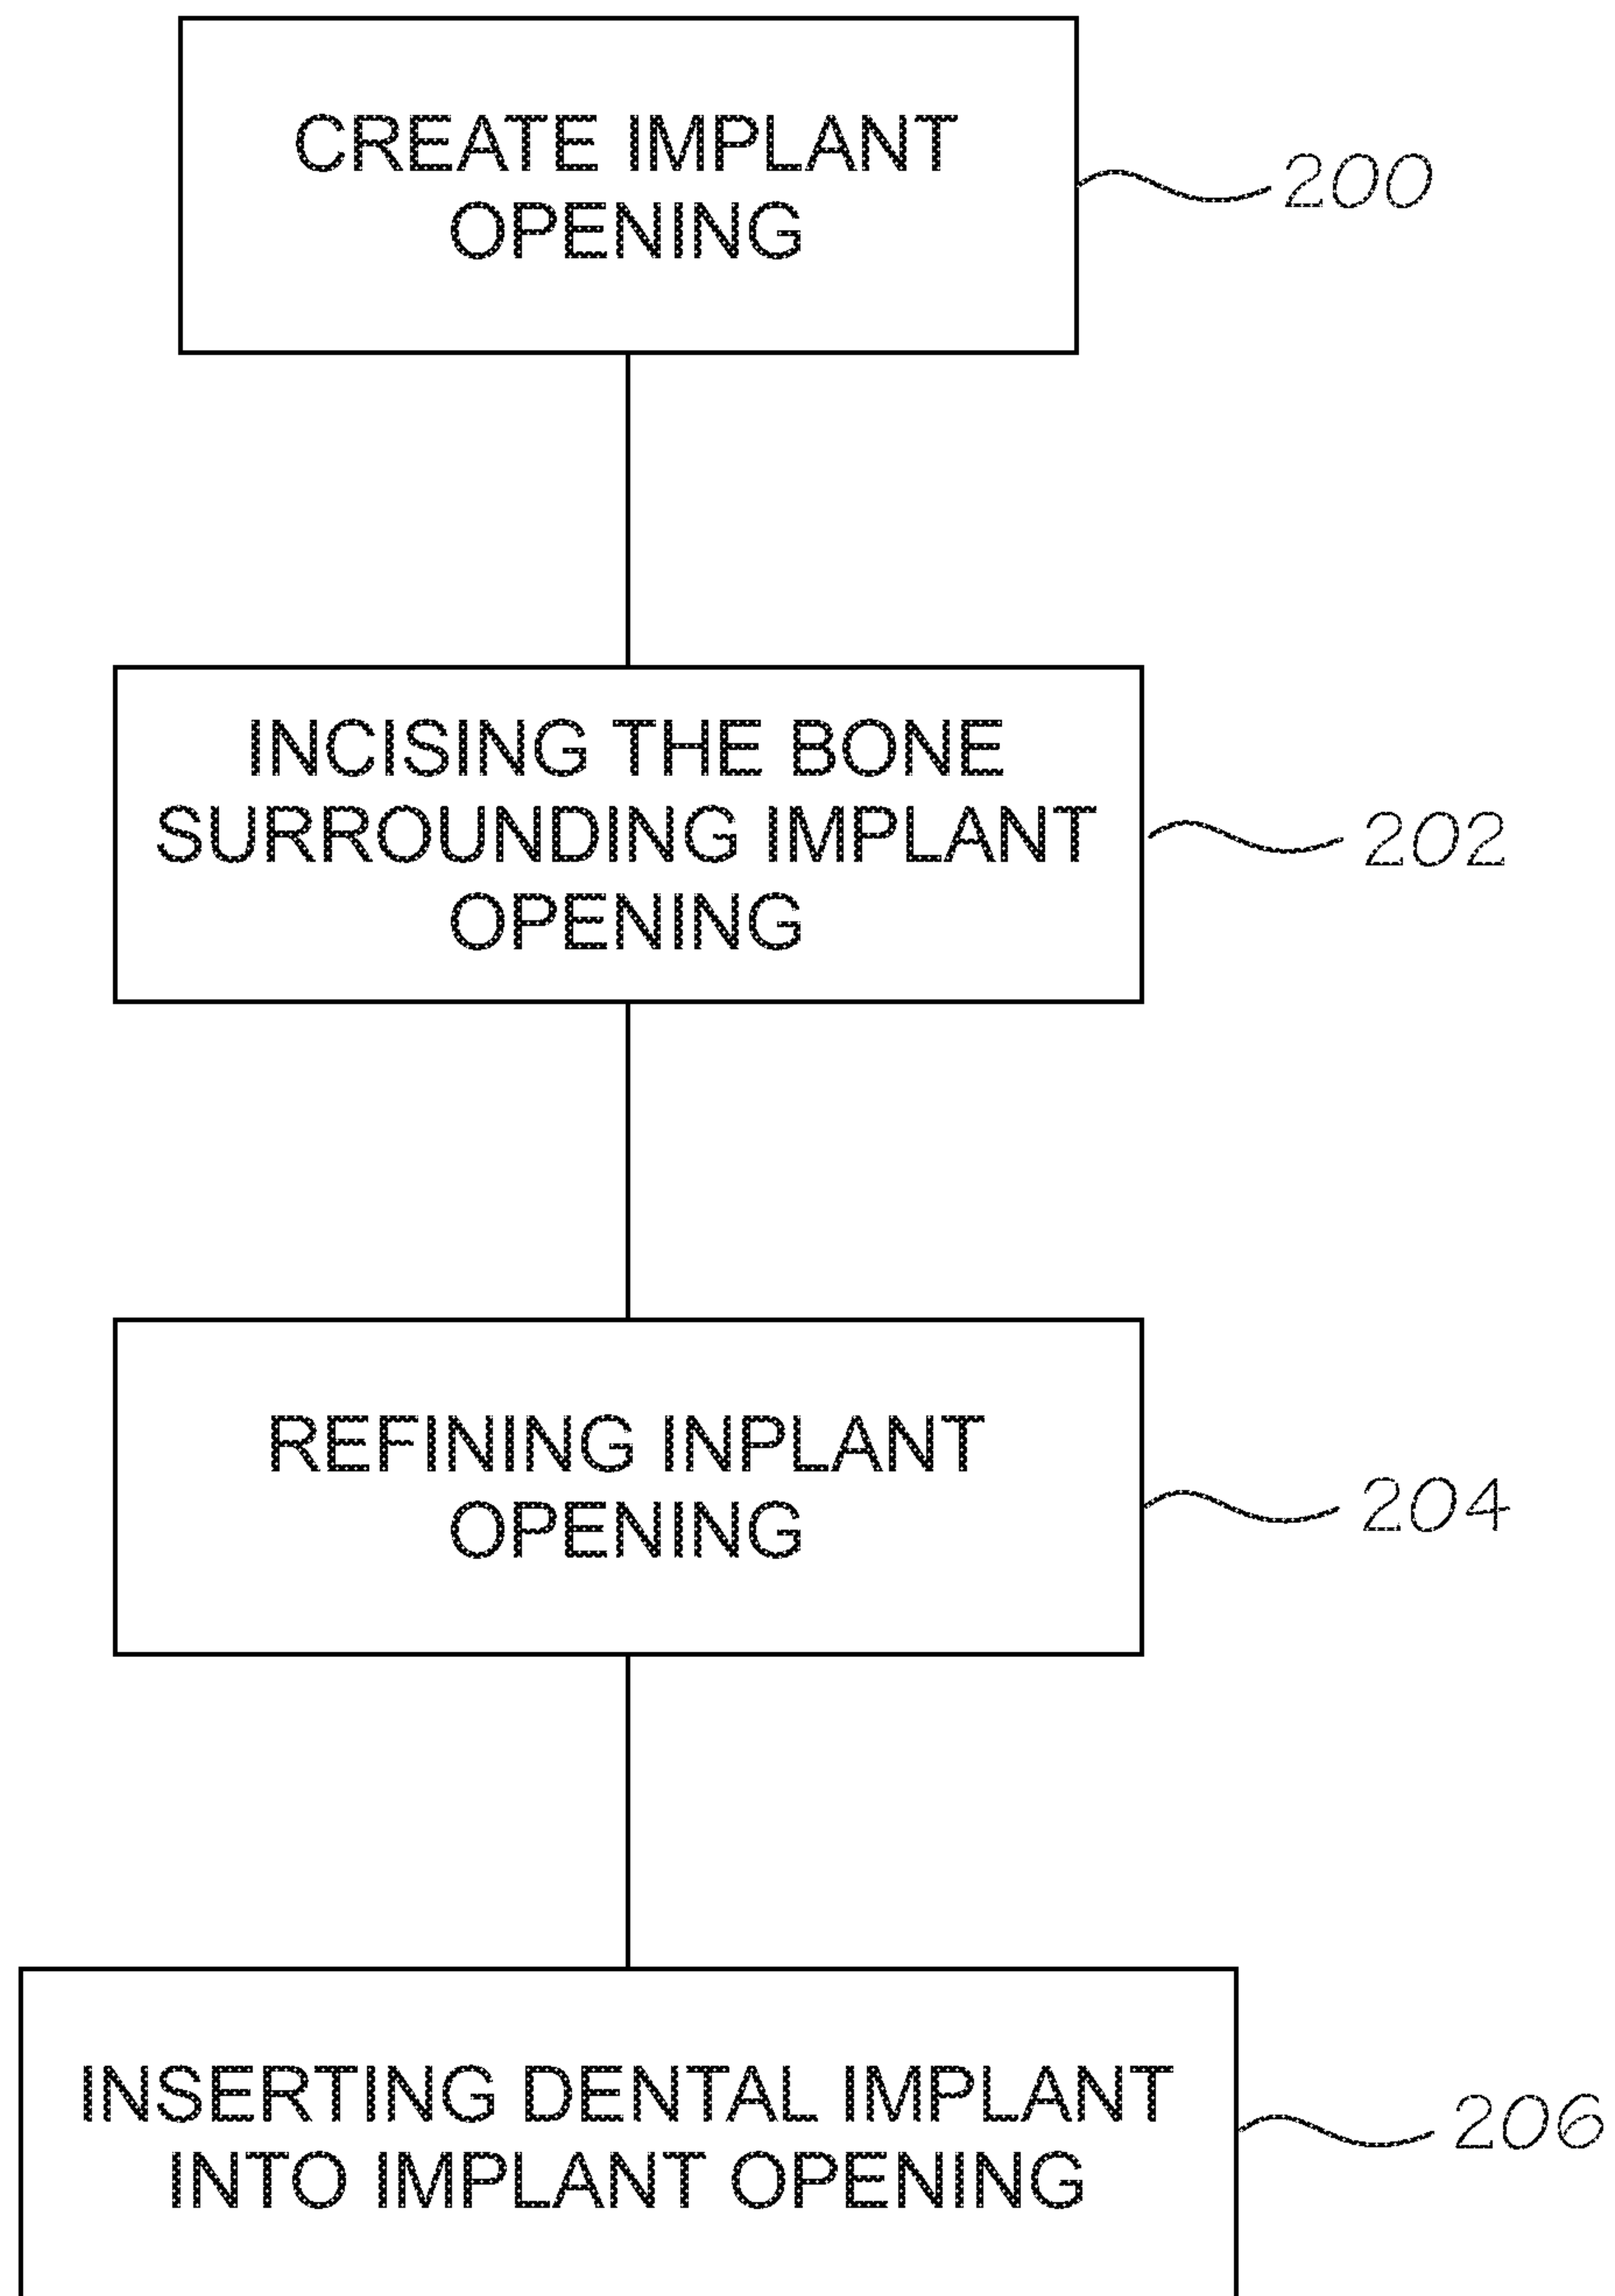 CREATE IMPLANT
OPENING
200
INCISING THE BONE
SURROUNDING IMPLANT
OPENING
202
REFINING INPLANT
OPENING
204
INSERTING DENTAL IMPLANT
INTO IMPLANT OPENING
206